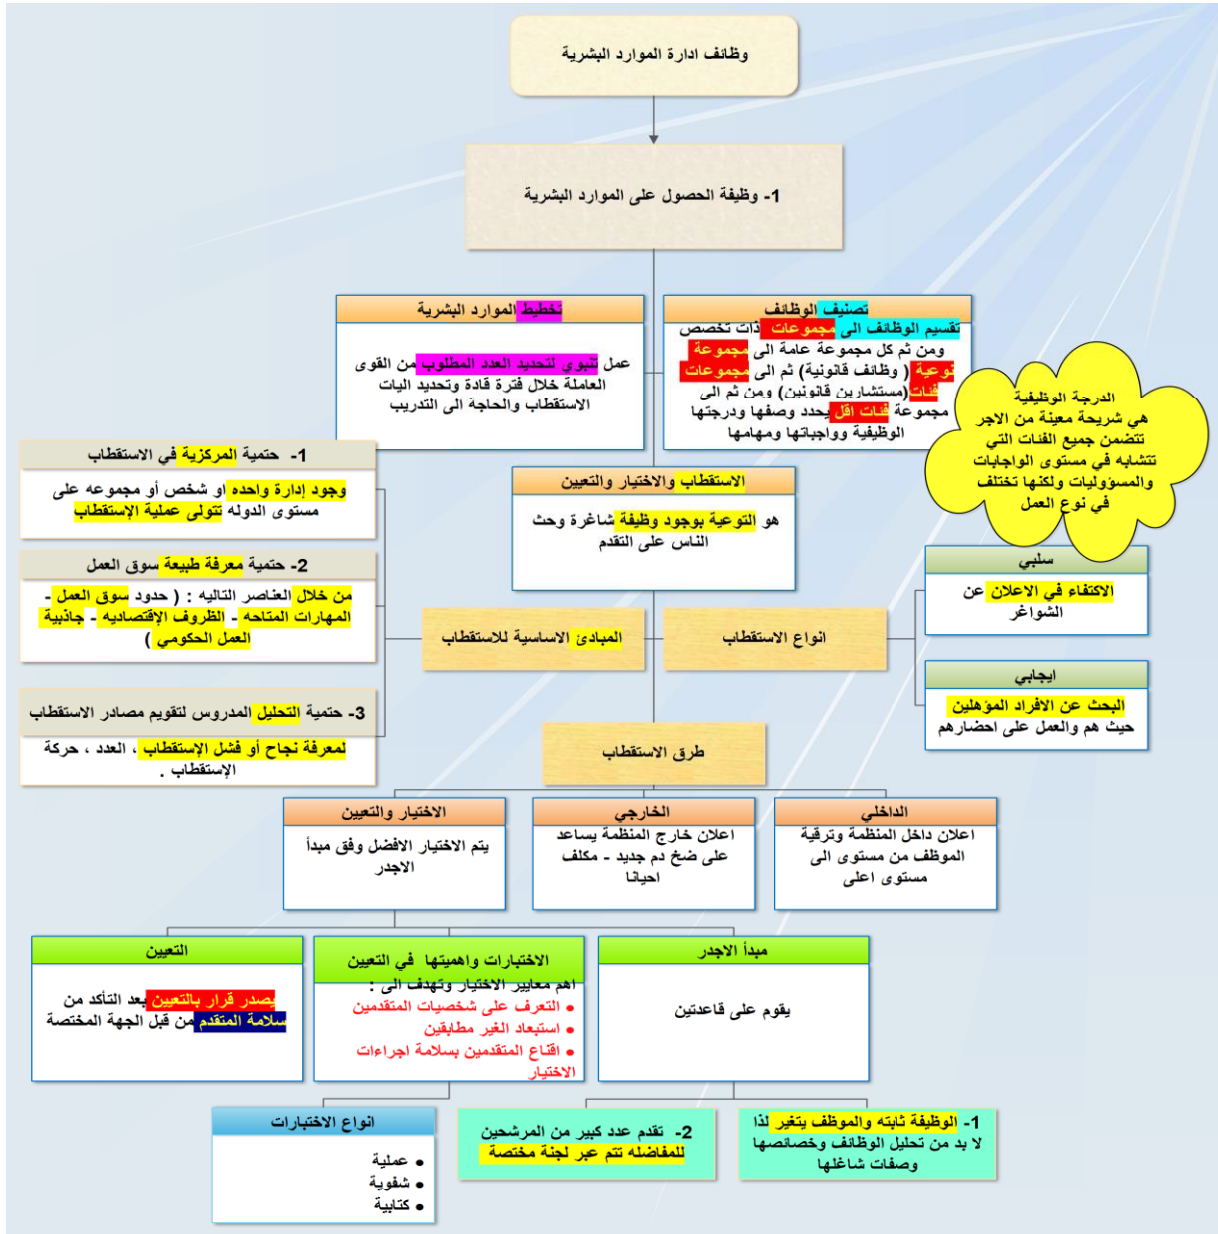 وظائف ادارة الموارد البشرية
1- وظيفة الحصول على الموارد البشرية
تصنيف الوظائف
تقسيم الوظائف الى مجموعات ذات تخصص
ومن ثم كل مجموعة عامة الى مجموعة
نوعية ( وظائف قانونية) ثم الى مجموعات
فئات(مستشارين قانونين) ومن ثم الى
مجموعة فئات اقل يحدد وصفها ودرجتها
الوظيفية وواجباتها ومهامها
تخطيط الموارد البشرية
عمل تنبوي لتحديد العدد المطلوب من القوى
العاملة خلال فترة قادة وتحديد اليات
الاستقطاب والحاجة الى التدريب
الدرجة الوظيفية
هي شريحة معينة من الاجر
تتضمن جميع الفئات التي
تتشابه في مستوى الواجابات
والمسؤوليات ولكنها تختلف
في نوع العمل
الاستقطاب والاختيار والتعيين
هو التوعية بوجود وظيفة شاغرة وحث
الناس على التقدم
1- حتمية المركزية في الاستقطاب
وجود إدارة واحده او شخص أو مجموعه على
مستوى الدوله تتولى عملية الإستقطاب
2- حتمية معرفة طبيعة سوق العمل
من خلال العناصر التاليه : ( حدود سوق العمل -
المهارات المتاحه - الظروف الإقتصاديه - جاذبية
العمل الحكومي )
3- حتمية التحليل المدروس لتقويم مصادر الاستقطاب
لمعرفة نجاح أو فشل الإستقطاب ، العدد ، حركة
الإستقطاب .
سلبي
الاكتفاء في الاعلان عن
الشواغر
انواع الاستقطاب
المبادئ الاساسية للاستقطاب
ايجابي
البحث عن الافراد المؤهلين
حيث هم والعمل على احضارهم
طرق الاستقطاب
الداخلي
اعلان داخل المنظمة وترقية
الموظف من مستوى الى
مستوى اعلى
الخارجي
اعلان خارج المنظمة يساعد
على ضخ دم جديد - مكلف
احيانا
الاختيار والتعيين
يتم الاختيار الافضل وفق مبدأ
الاجدر
مبدأ الاجدر
يقوم على قاعدتين
الاختبارات واهميتها في التعيين
اهم معايير الاختيار وتهدف الى :
• التعرف على شخصيات المتقدمين
• استبعاد الغير مطابقين
• اقناع المتقدمين بسلامة اجراءات
الاختيار
التعيين
يصدر قرار بالتعيين بعد التأكد من
سلامة المتقدم من قبل الجهة المختصة
1- الوظيفة ثابته والموظف يتغير لذا
لا بد من تحليل الوظائف وخصائصها
وصفات شاغلها
2- تقدم عدد كبير من المرشحين
للمفاضله تتم عبر لجنة مختصة
انواع الاختبارات
• عملية
• شفوية
• كتابية